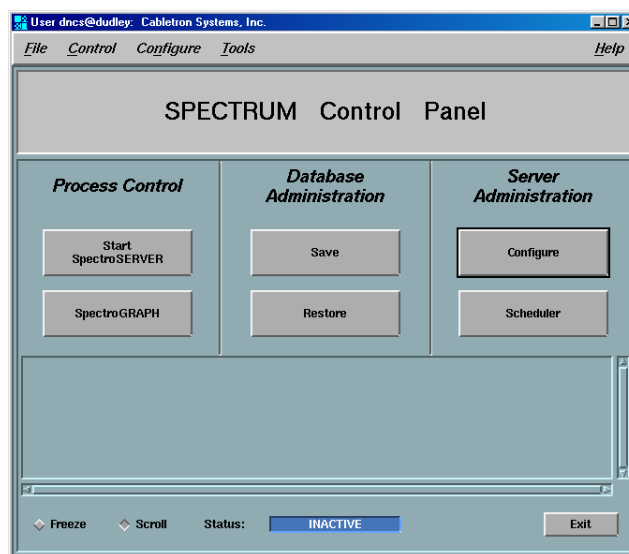 User dncs@dudley: Cabletron Systems, Inc.
File Control Configure Tools Help
SPECTRUM Control Panel
Process Control
Database
Administration
Server
Administration
Start
SpectroSERVER
Save
Configure
SpectroGRAPH
Restore
Scheduler
Freeze Scroll Status: INACTIVE Exit